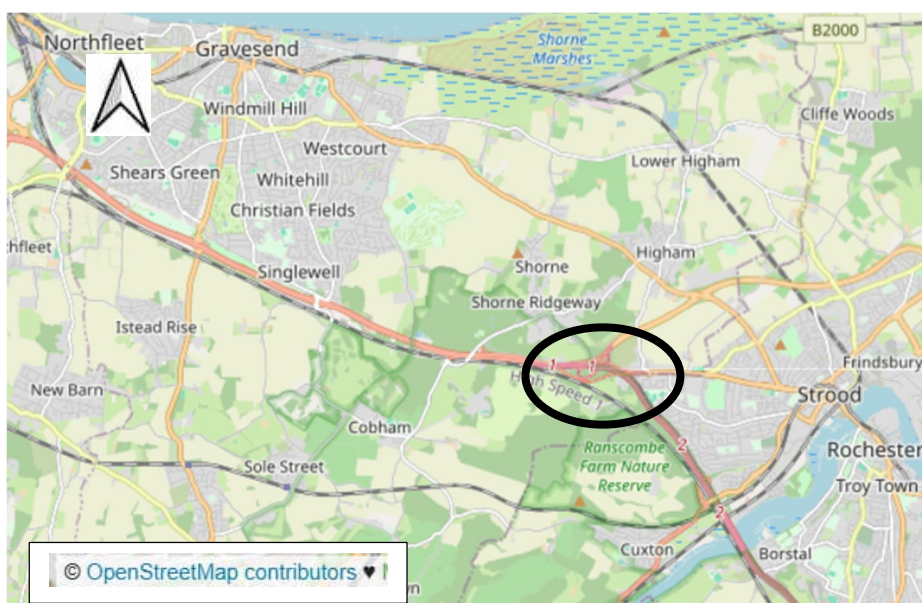 B2000
Northfleet
Gravesend
Shorne
Marshes
Cliffe Woods
Windmill Hill
Westcourt
Lower Higham
Shears Green
Whitehill
Christian Fields
hfleet
Higham
Singlewell
Shorne
Shorne Ridgeway
Istead Rise
1
1
Frindsbury
High Speed 1
New Barn
Strood
Cobham
2
Ranscombe
Farm Nature
Reserve
Rochester
Sole Street
Troy Town
2
Cuxton
Borstal
© OpenStreetMap contributors ♥